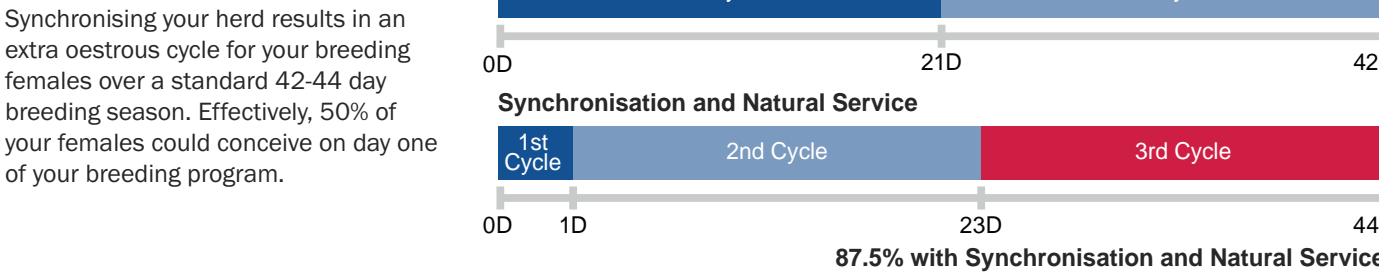 Synchronising your herd results in an
extra oestrous cycle for your breeding
females over a standard 42-44 day
breeding season. Effectively, 50% of
your females could conceive on day one
of your breeding program.
0D 21D 42
Synchronisation and Natural Service
1st
Cycle
2nd Cycle
3rd Cycle
0D 1D 23D 44
87.5% with Synchronisation and Natural Service